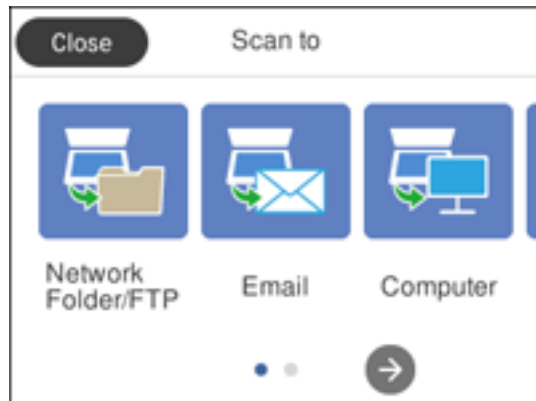 Close
Scan to
Network
Folder/FTP
Email
Computer